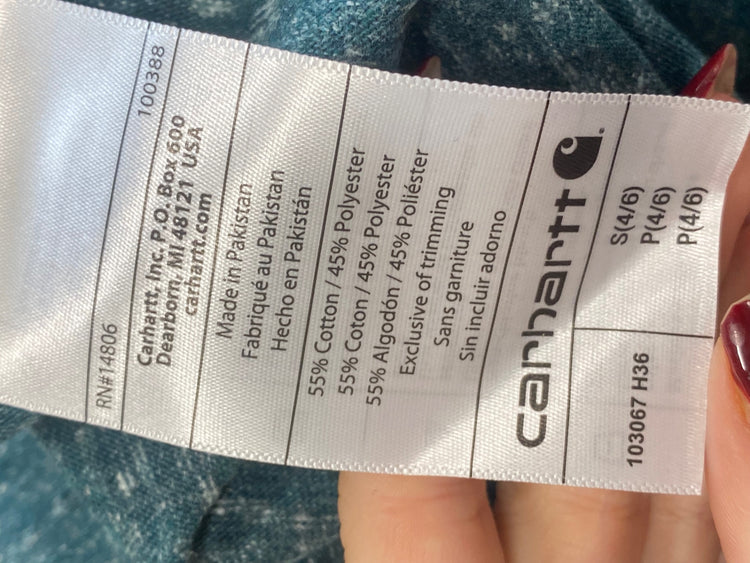 carhartt
S(4/6)
P(4/6)
P(4/6)
103067 H36
55% Cotton / 45% Polyester
55% Coton / 45% Polyester
55% Algodón / 45% Poliéster
Exclusive of trimming
Sans garniture
Sin incluir adorno
Made in Pakistan
Fabriqué au Pakistan
Hecho en Pakistán
Carhartt, Inc. P.O. Box 600
Dearborn, MI 48121 USA
carhartt.com
RN#14806 100388